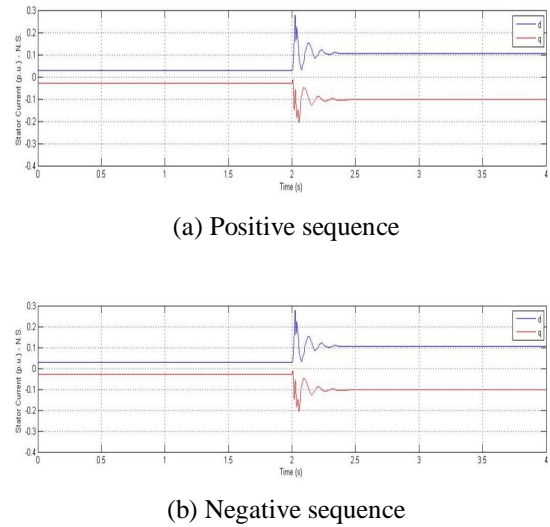 0.3
0.2
0.1
0
-0.1
-0.2
-0.3
-0.4
Stator Current (p. u.) - N.S.
d
q
0 0.5 1 1.5 2 2.5 3 3.5 4
Time (s)
(a) Positive sequence
0.3
0.2
0.1
0
-0.1
-0.2
-0.3
-0.4
Stator Current (p. u.) - N.S.
d
q
0 0.5 1 1.5 2 2.5 3 3.5 4
Time (s)
(b) Negative sequence